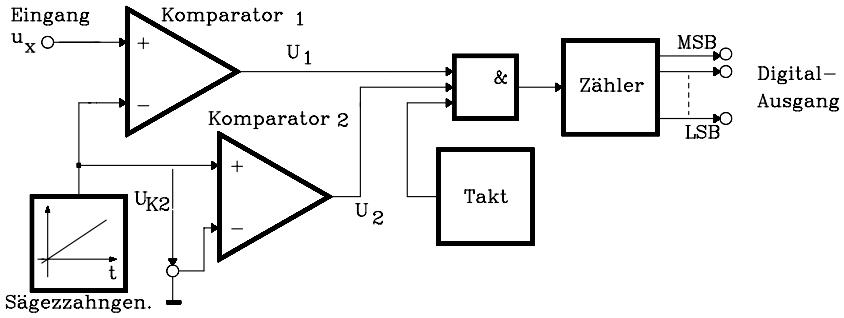 Eingang
u x
Komparator 1
+
−
U 1
Komparator 2
+
−
U K2
U 2
&
Takt
Zähler
MSB
LSB
Digital−
Ausgang
t
Sägezzahngen.